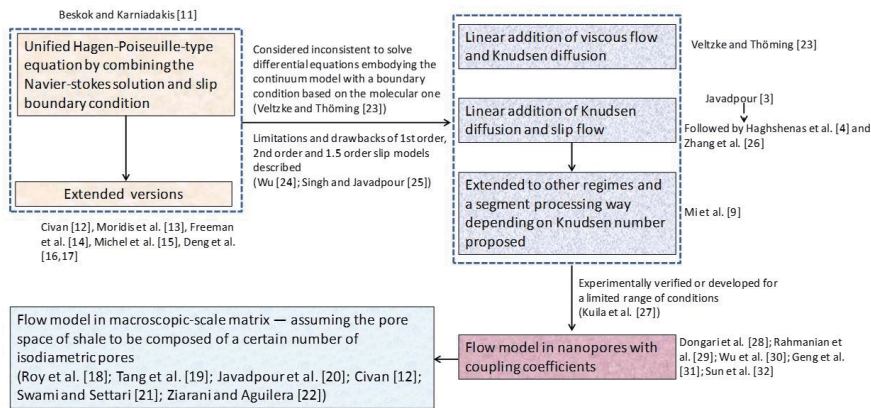 Beskok and Karniadakis [11]
Unified Hagen-Poiseuille-type
equation by combining the
Navier-stokes solution and slip
boundary condition
Extended versions
Civan [12], Moridis et al. [13], Freeman
et al. [14], Michel et al. [15], Deng et al.
[16,17]
Considered inconsistent to solve
differential equations embodying the
continuum model with a boundary
condition based on the molecular one
(Veltzke and Thöming [23])
Limitations and drawbacks of 1st order,
2nd order and 1.5 order slip models
described
(Wu [24]; Singh and Javadpour [25])
Linear addition of viscous flow
and Knudsen diffusion
Veltzke and Thöming [23]
Linear addition of Knudsen
diffusion and slip flow
Javadpour [3]
Followed by Haghshenas et al. [4] and
Zhang et al. [26]
Extended to other regimes and
a segment processing way
depending on Knudsen number
proposed
Mi et al. [9]
Experimentally verified or developed for
a limited range of conditions
(Kuila et al. [27])
Flow model in nanopores with
coupling coefficients
Dongari et al. [28]; Rahmanian
et al. [29]; Wu et al. [30]; Geng et al.
[31]; Sun et al. [32]
Flow model in macroscopic-scale matrix — assuming the pore
space of shale to be composed of a certain number of
isodiametric pores
(Roy et al. [18]; Tang et al. [19]; Javadpour et al. [20]; Civan [12];
Swami and Settari [21]; Ziarani and Aguilera [22])